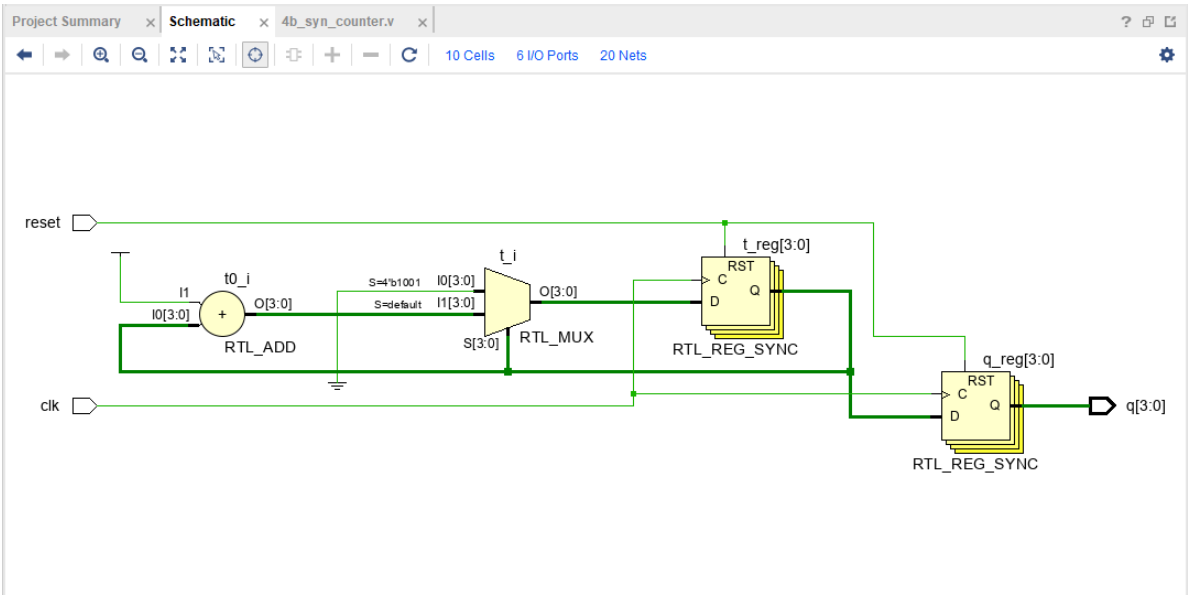 Project Summary × Schematic × 4b_syn_counter.v × ?
10 Cells 6 I/O Ports 20 Nets
reset
t_reg[3:0]
RST
C
D
Q
RTL_REG_SYNC
t_i
S=4'b1001 I0[3:0]
S=default I1[3:0]
O[3:0]
S[3:0]
RTL_MUX
t0_i
I1
I0[3:0]
+
O[3:0]
RTL_ADD
q_reg[3:0]
RST
C
D
Q
RTL_REG_SYNC
clk
q[3:0]